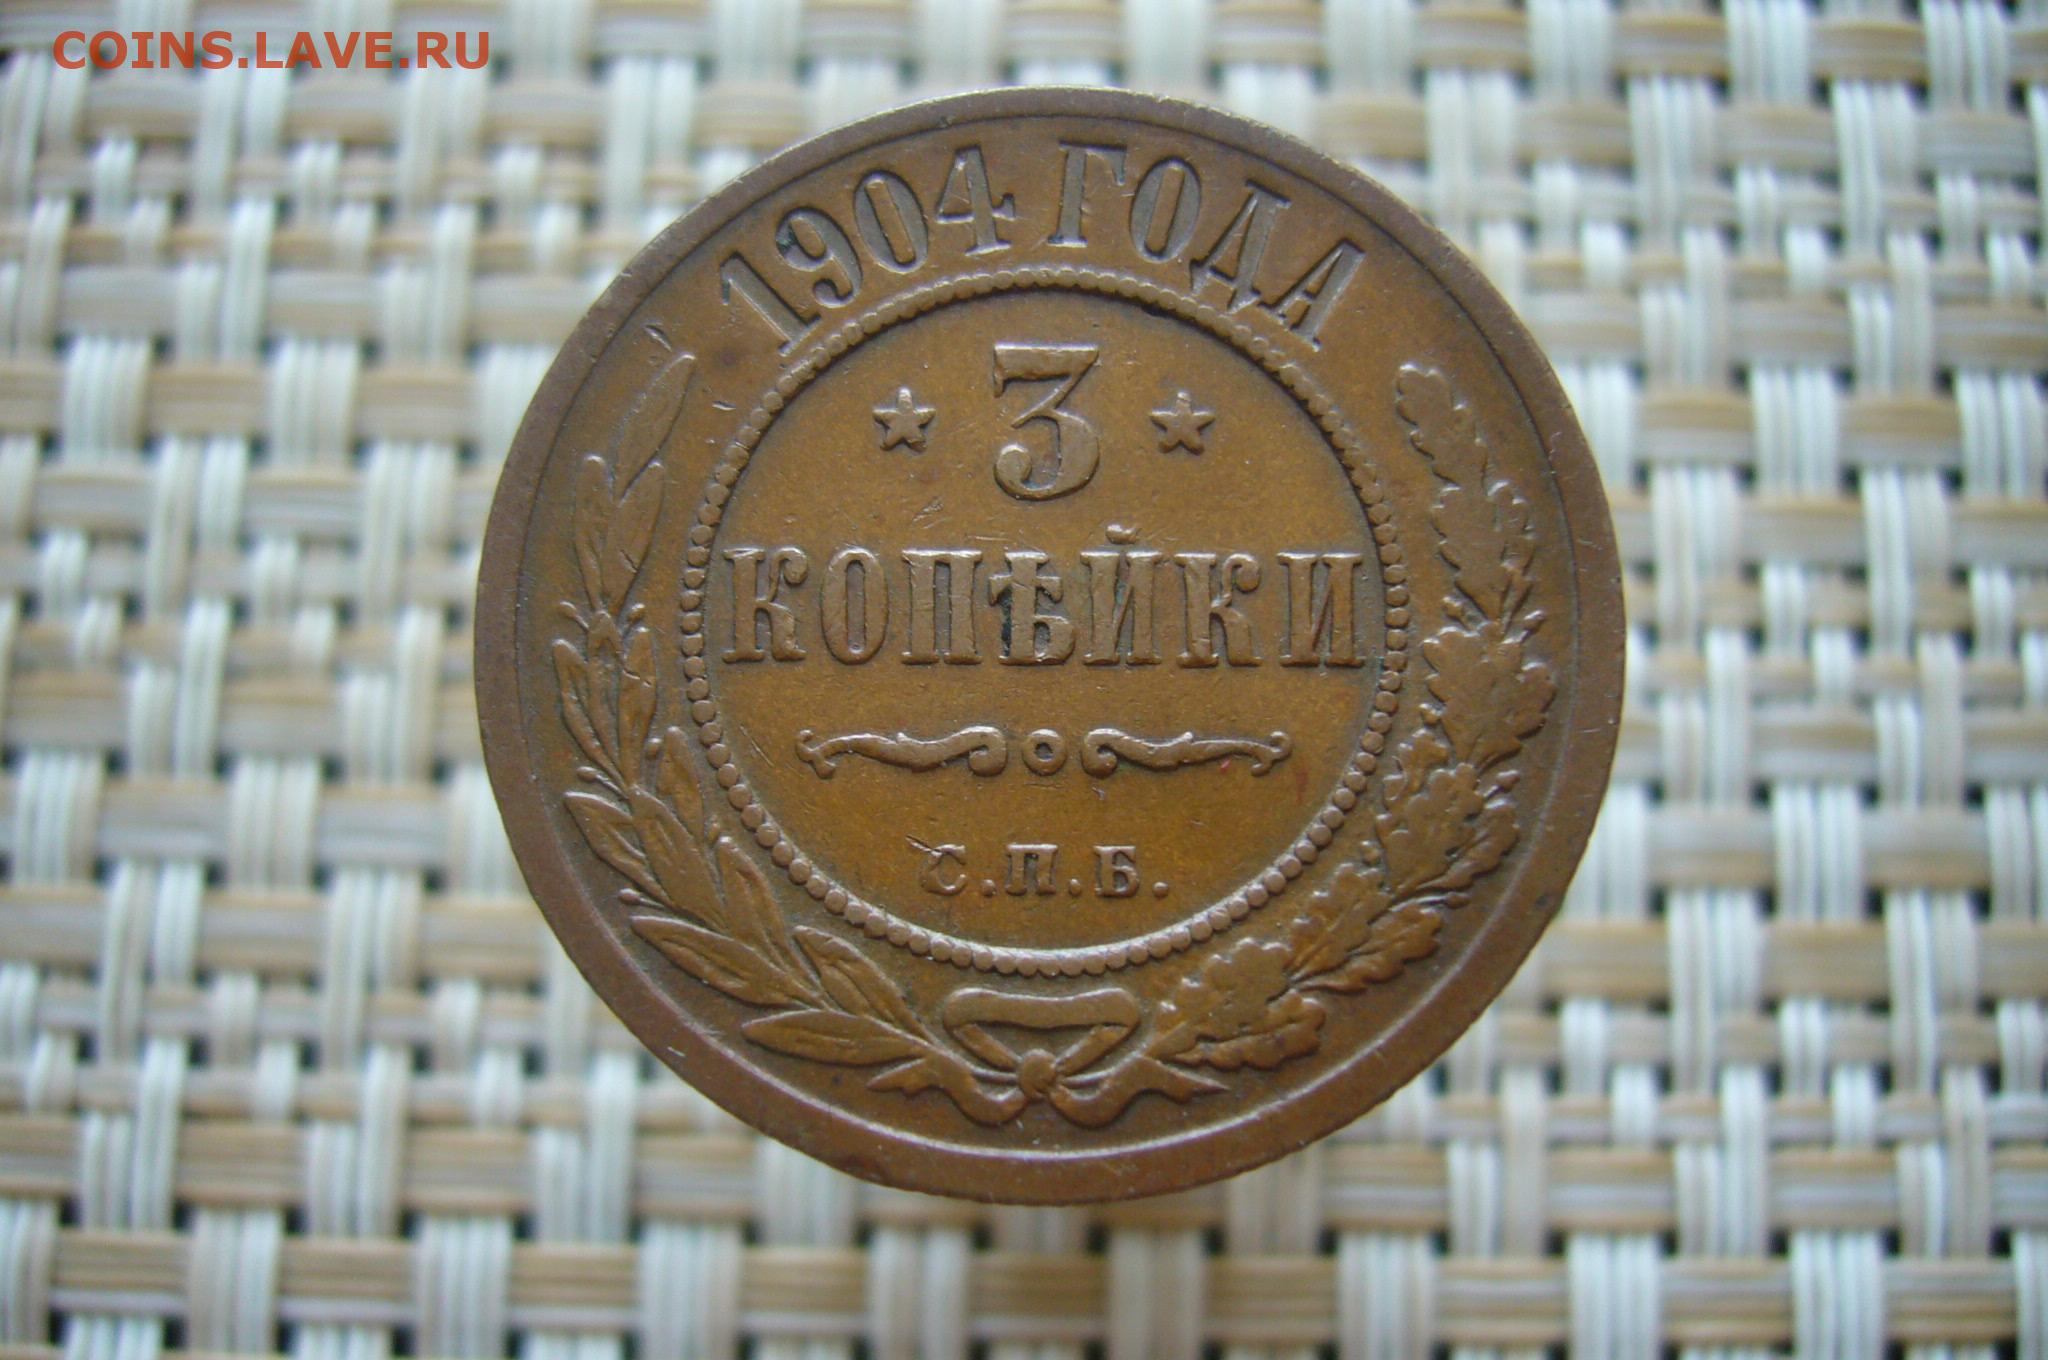 COINS.LAVE.RU
1904 ГОДА
3
КОПѢЙКИ
С.П.Б.